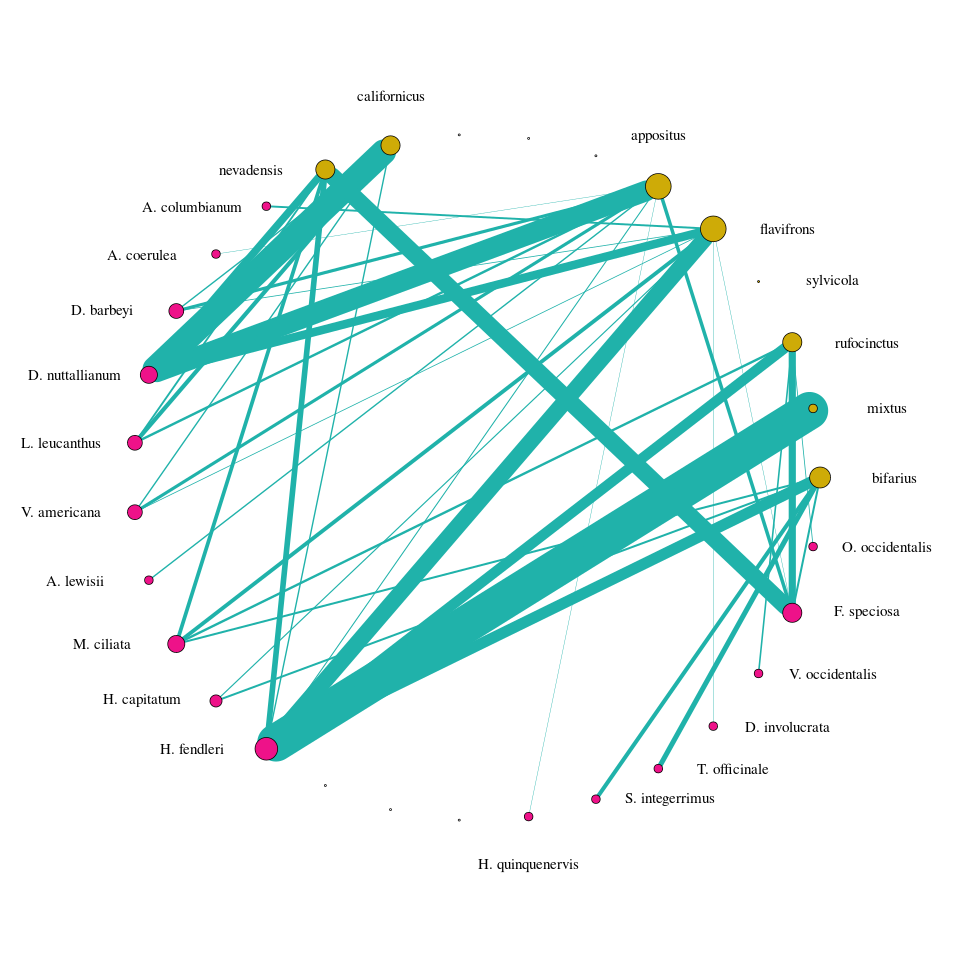 californicus
appositus
nevadensis
A. columbianum
flavifrons
A. coerulea
sylvicola
D. barbeyi
rufocinctus
D. nuttallianum
mixtus
L. leucanthus
bifarius
V. americana
O. occidentalis
A. lewisii
F. speciosa
M. ciliata
V. occidentalis
H. capitatum
D. involucrata
H. fendleri
T. officinale
S. integerrimus
H. quinquenervis